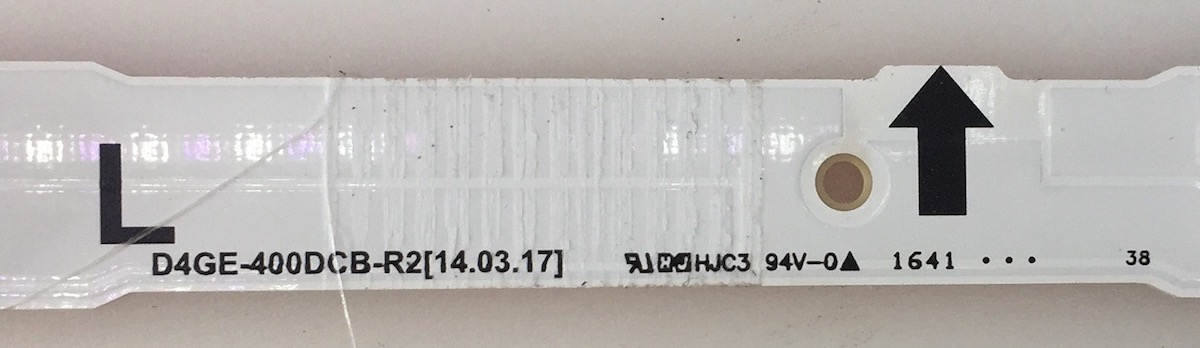 L
D4GE-400DCB-R2[14.03.17] HJC3 94V-0▲ 1641 ••• 38